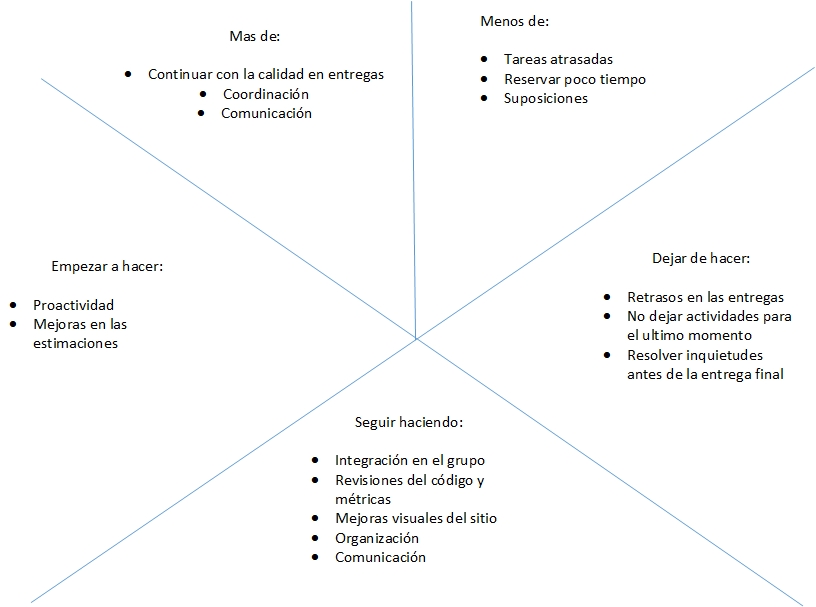 Mas de:
• Continuar con la calidad en entregas
• Coordinación
• Comunicación
Menos de:
• Tareas atrasadas
• Reservar poco tiempo
• Suposiciones
Empezar a hacer:
• Proactividad
• Mejoras en las
estimaciones
Dejar de hacer:
• Retrasos en las entregas
• No dejar actividades para
el ultimo momento
• Resolver inquietudes
antes de la entrega final
Seguir haciendo:
• Integración en el grupo
• Revisiones del código y
métricas
• Mejoras visuales del sitio
• Organización
• Comunicación